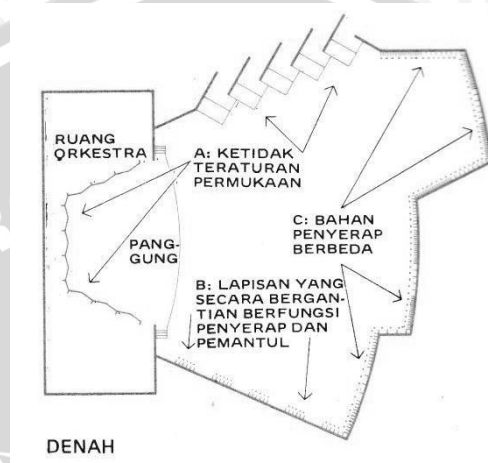 RUANG
ORKESTRA
A: KETIDAK
TERATURAN
PERMUKAAN
PANG-
GUNG
C: BAHAN
PENYERAP
BERBEDA
B: LAPISAN YANG
SECARA BERGAN-
TIAN BERFUNGSI
PENYERAP DAN
PEMANTUL
DENAH